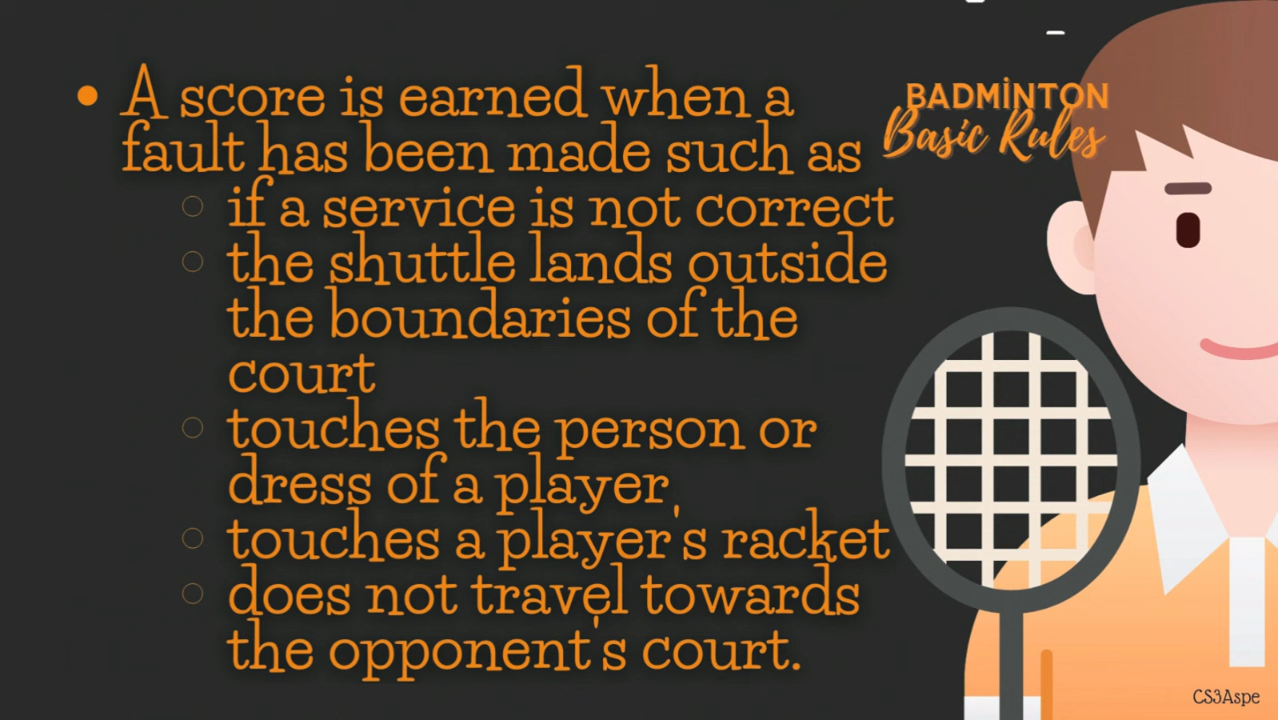 BADMİNTON
Basic Rules
• A score is earned when a
fault has been made such as
○ if a service is not correct
○ the shuttle lands outside
the boundaries of the
court
○ touches the person or
dress of a player
○ touches a player's racket
○ does not travel towards
the opponent's court.
CS3Aspe